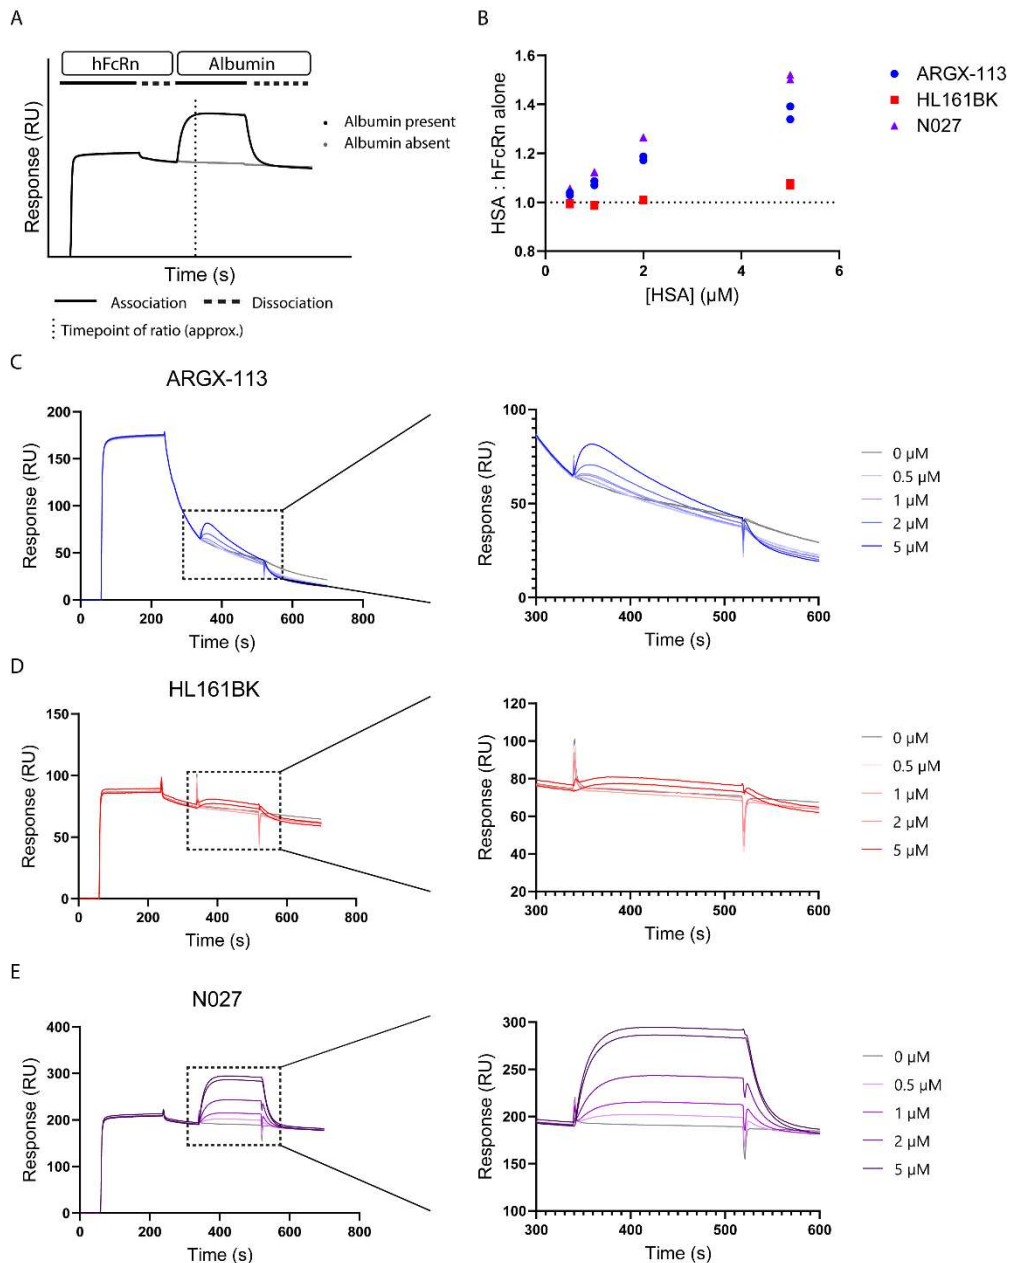 A
hFcRn
Albumin
Response (RU)
Albumin present
Albumin absent
Time (s)
Association
Dissociation
Timepoint of ratio (approx.)
B
HSA : hFcRn alone
1.6
1.4
1.2
1.0
0.8
0 2 4 6
[HSA] (µM)
ARGX-113
HL161BK
N027
C
ARGX-113
Response (RU)
200
150
100
50
0
0 200 400 600 800
Time (s)
Response (RU)
100
50
0
300 400 500 600
Time (s)
0 µM
0.5 µM
1 µM
2 µM
5 µM
D
HL161BK
Response (RU)
150
100
50
0
0 200 400 600 800
Time (s)
Response (RU)
120
100
80
60
40
20
300 400 500 600
Time (s)
0 µM
0.5 µM
1 µM
2 µM
5 µM
E
N027
Response (RU)
400
300
200
100
0
0 200 400 600 800
Time (s)
Response (RU)
300
250
200
150
100
300 400 500 600
Time (s)
0 µM
0.5 µM
1 µM
2 µM
5 µM